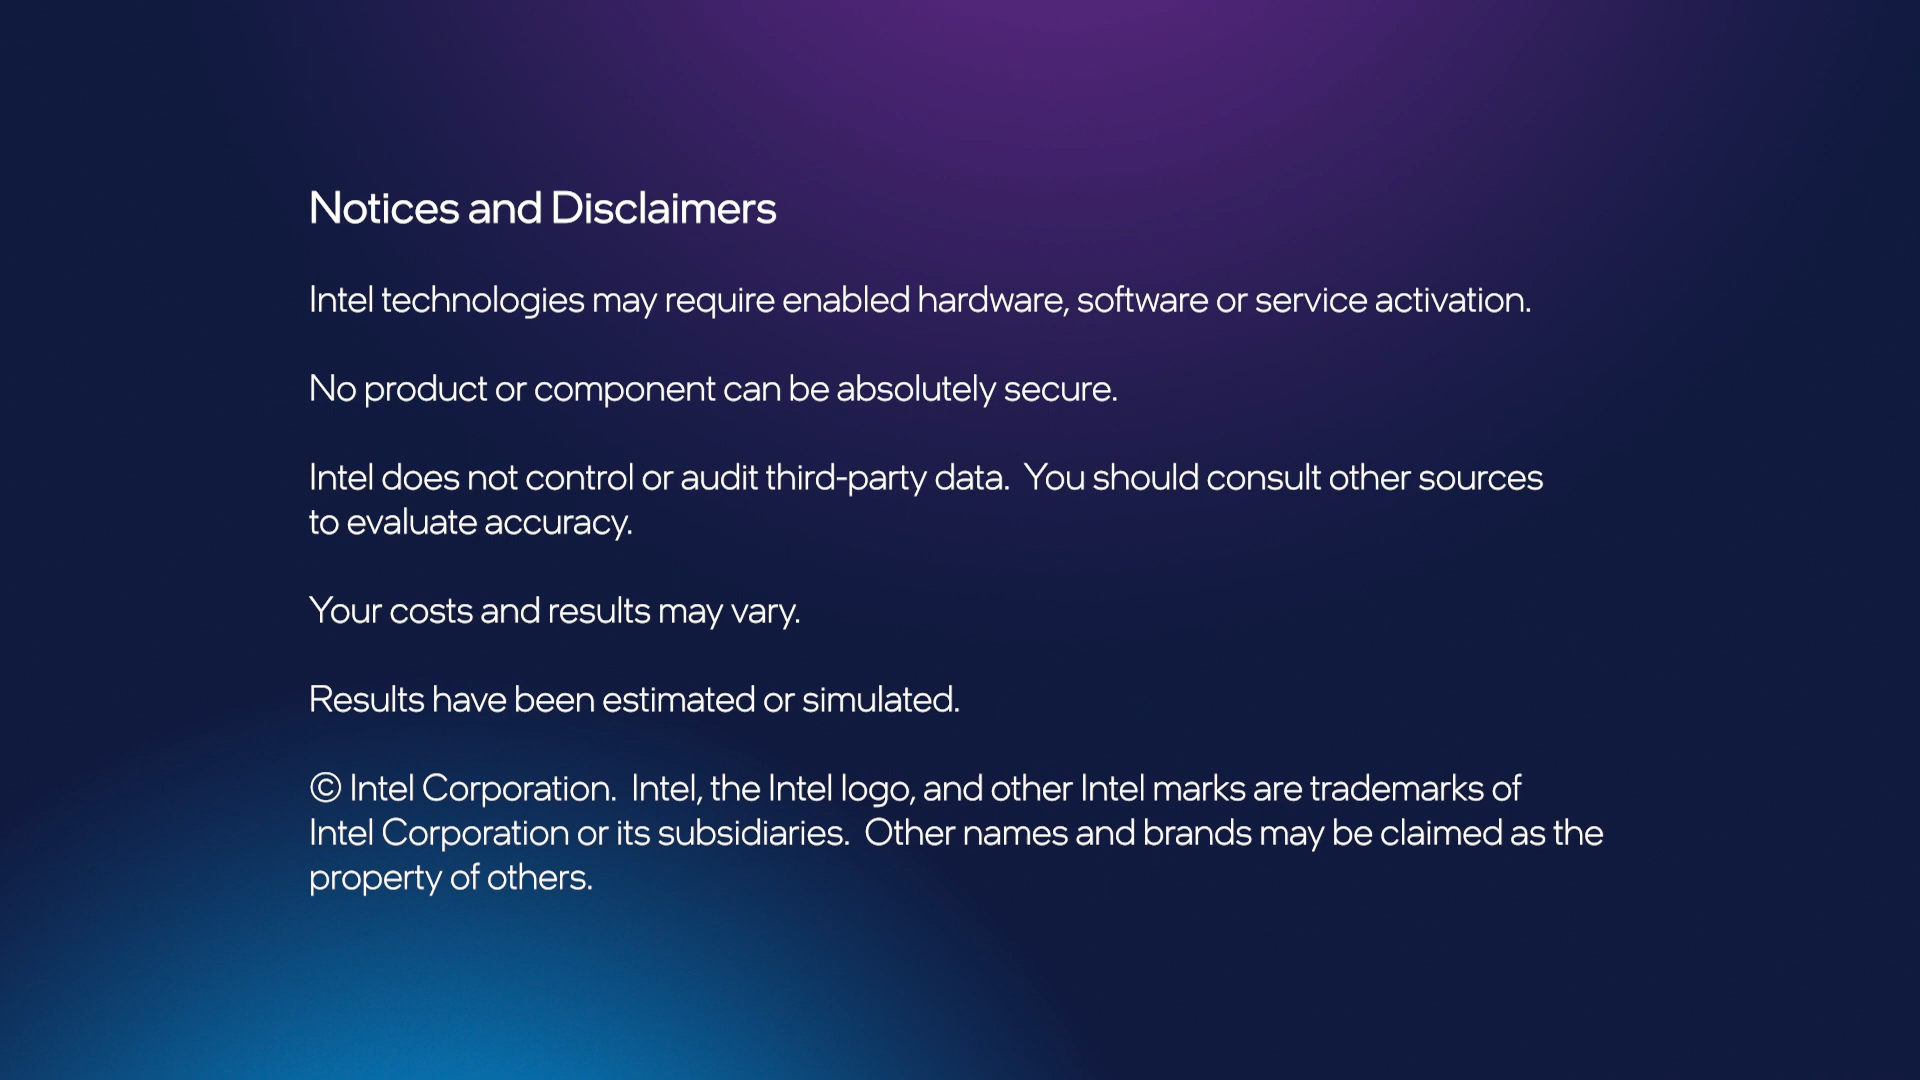 Notices and Disclaimers
Intel technologies may require enabled hardware, software or service activation.
No product or component can be absolutely secure.
Intel does not control or audit third-party data.  You should consult other sources
to evaluate accuracy.
Your costs and results may vary.
Results have been estimated or simulated.
© Intel Corporation.  Intel, the Intel logo, and other Intel marks are trademarks of
Intel Corporation or its subsidiaries.  Other names and brands may be claimed as the
property of others.